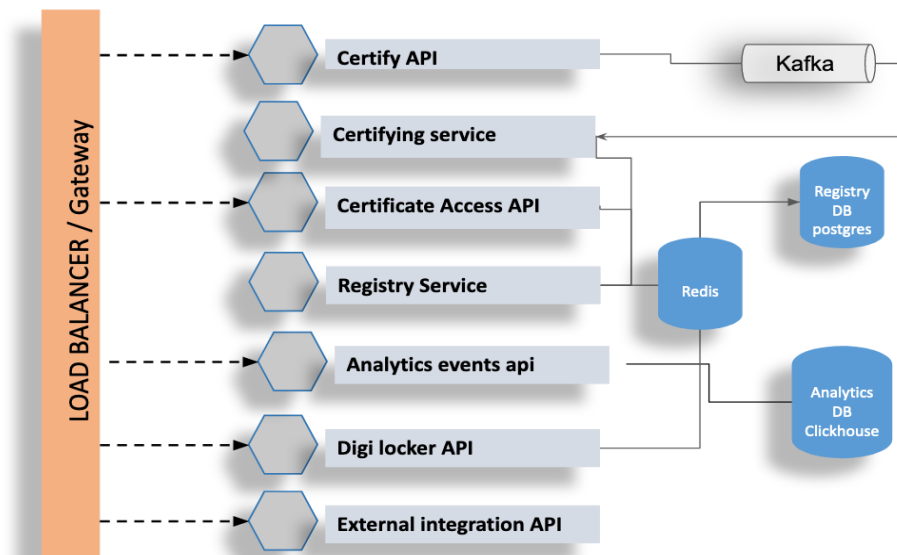 LOAD BALANCER / Gateway
Certify API
Kafka
Certifying service
Certificate Access API
Registry
DB
postgres
Registry Service
Redis
Analytics events api
Analytics
DB
Clickhouse
Digi locker API
External integration API